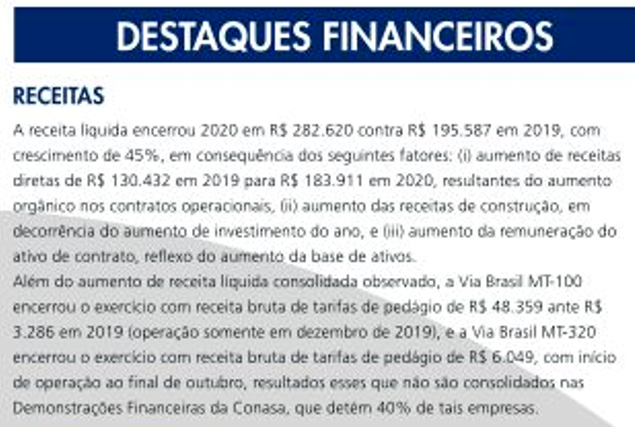 DESTAQUES FINANCEIROS
RECEITAS
A receita líquida encerrou 2020 em R$ 282.620 contra R$ 195.587 em 2019, com
crescimento de 45%, em consequência dos seguintes fatores: (i) aumento de receitas
diretas de R$ 130.432 em 2019 para R$ 183.911 em 2020, resultantes do aumento
orgânico nos contratos operacionais, (ii) aumento das receitas de construção, em
decorrência do aumento de investimento do ano, e (iii) aumento da remuneração do
ativo de contrato, reflexo do aumento da base de ativos.
Além do aumento de receita líquida consolidada observado, a Via Brasil MT-100
encerrou o exercício com receita bruta de tarifas de pedágio de R$ 48.359 ante R$
3.286 em 2019 (operação somente em dezembro de 2019), e a Via Brasil MT-320
encerrou o exercício com receita bruta de tarifas de pedágio de R$ 6.049, com início
de operação ao final de outubro, resultados esses que não são consolidados nas
Demonstrações Financeiras da Conasa, que detém 40% de tais empresas.